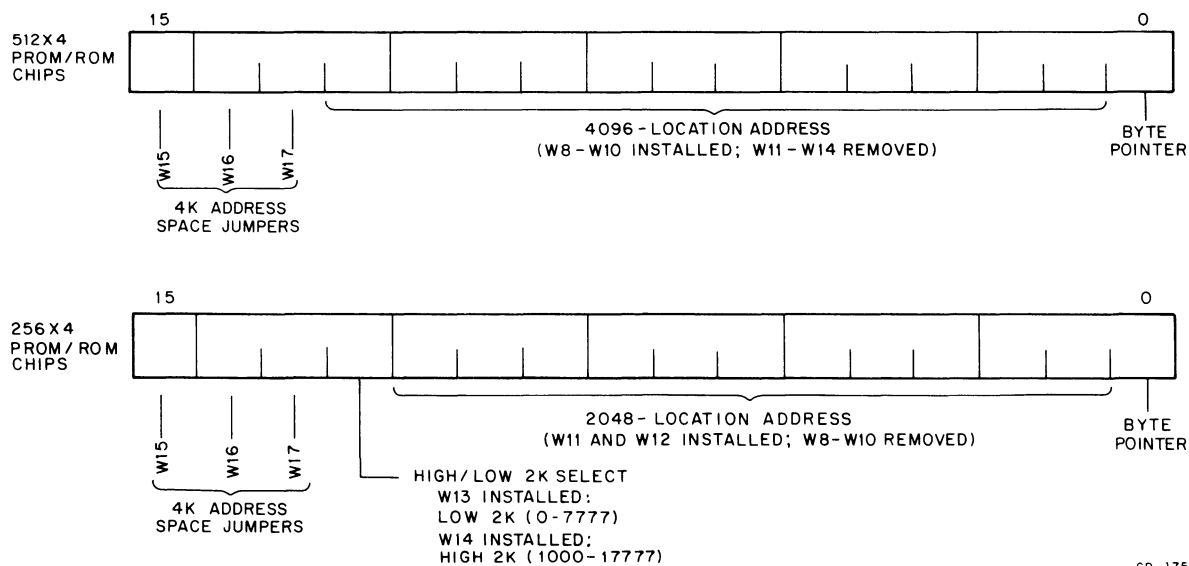 15
0
512X4
PROM/ROM
CHIPS
W15
W16
W17
4K ADDRESS
SPACE JUMPERS
4096-LOCATION ADDRESS
(W8-W10 INSTALLED; W11-W14 REMOVED)
BYTE
POINTER
15
0
256X4
PROM/ROM
CHIPS
W15
W16
W17
4K ADDRESS
SPACE JUMPERS
2048-LOCATION ADDRESS
(W11 AND W12 INSTALLED; W8-W10 REMOVED)
BYTE
POINTER
HIGH/LOW 2K SELECT
W13 INSTALLED:
LOW 2K (0-7777)
W14 INSTALLED:
HIGH 2K (1000-17777)